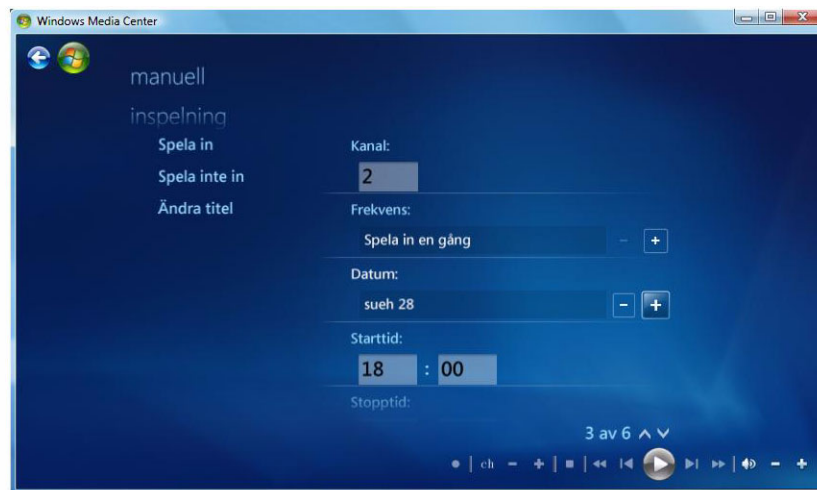 Windows Media Center
manuell
inspelning
Spela in
Spela inte in
Ändra titel
Kanal:
2
Frekvens:
Spela in en gång
Datum:
sueh 28
Starttid:
18 : 00
Stopptid:
3 av 6
ch